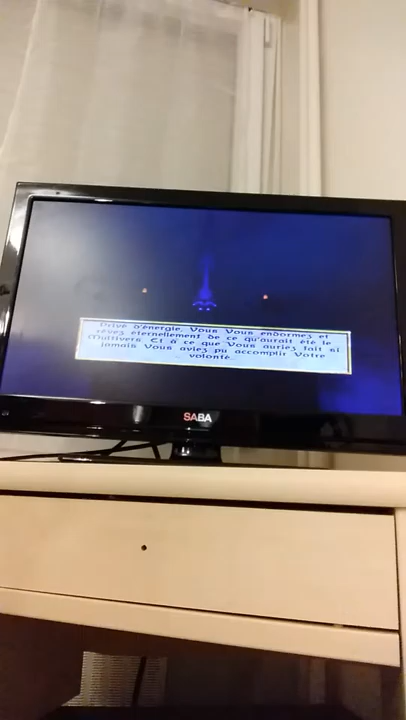 Privé d'énergie, Vous Vous endormez et
rêvez éternellement de ce qu'aurait été le
Multivers. Et à ce que Vous auriez fait si
jamais Vous aviez pu accomplir Votre
volonté.
SABA